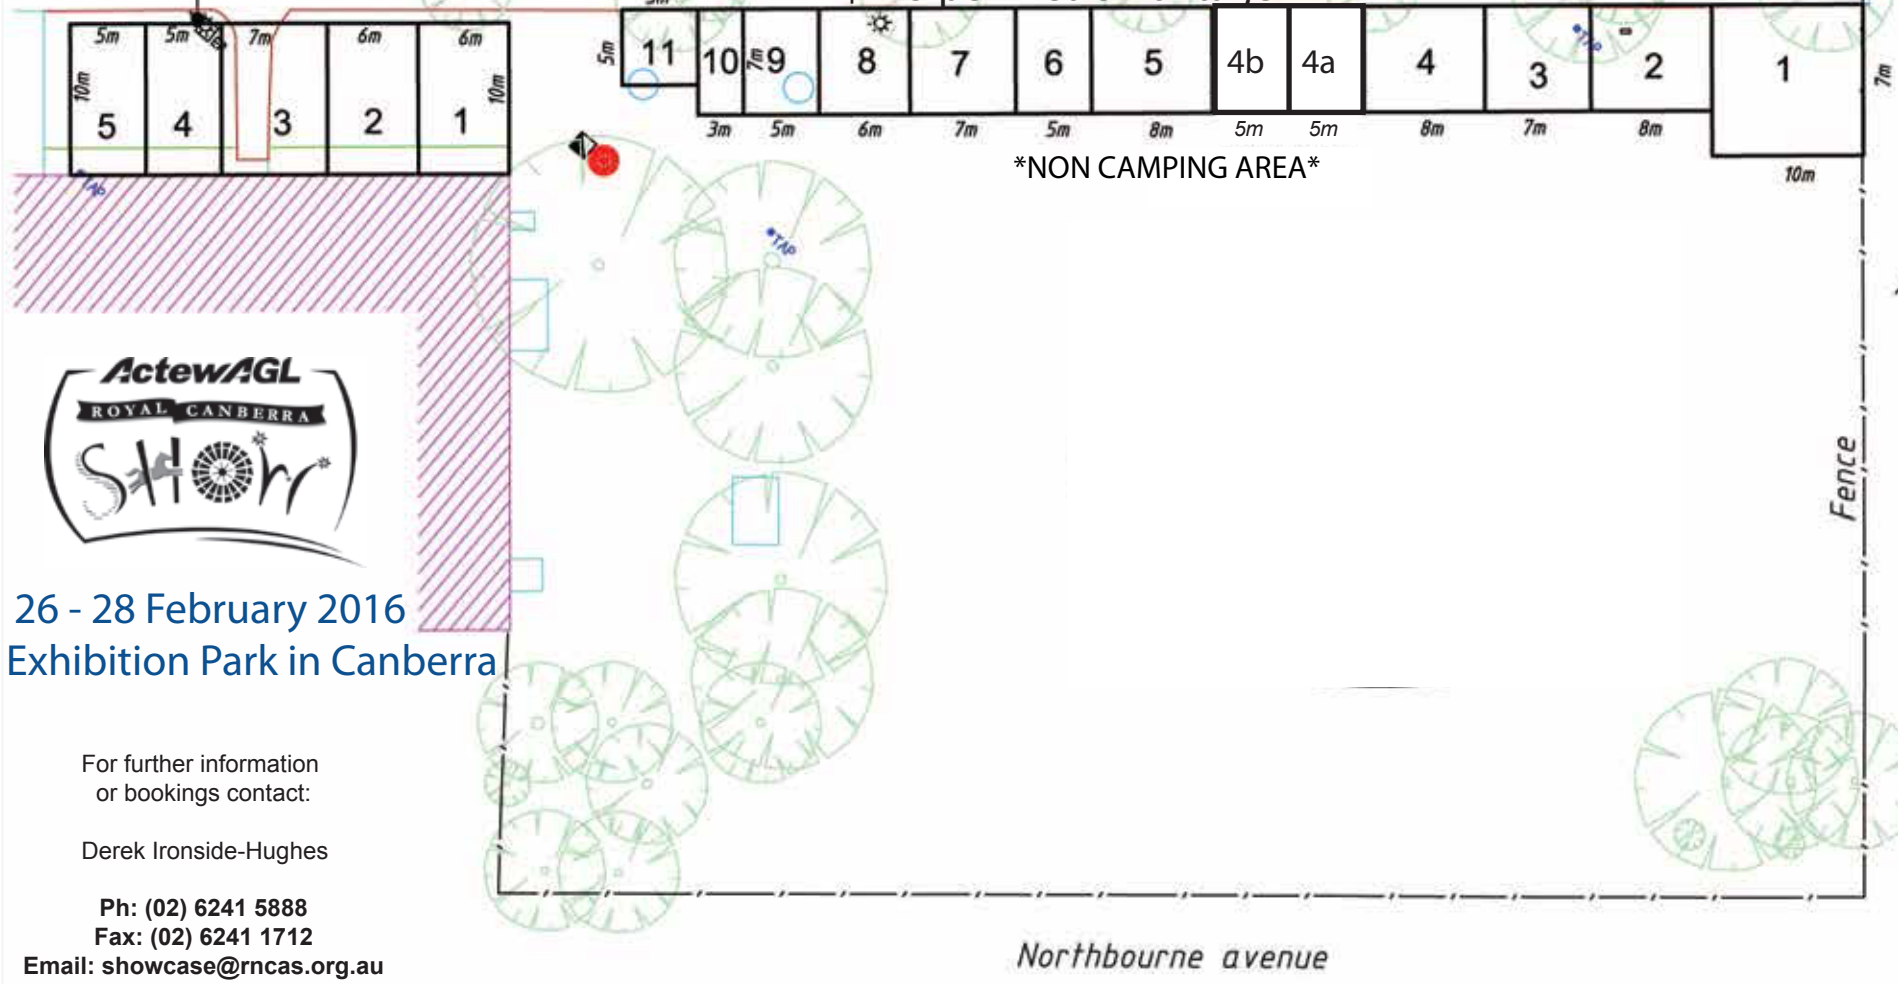 5m 5m 7m 6m 6m
10m 10m
5 4 3 2 1
TAP
5m
11 10 7m 9 8 7 6 5 4b 4a 4 3 2 1
TAP
7m
3m 5m 6m 7m 5m 8m 5m 5m 8m 7m 8m
10m
*NON CAMPING AREA*
TAP
ActewAGL
ROYAL CANBERRA
SHOW
Fence
26 - 28 February 2016
Exhibition Park in Canberra
For further information
or bookings contact:
Derek Ironside-Hughes
Ph: (02) 6241 5888
Fax: (02) 6241 1712
Email: showcase@rncas.org.au
Northbourne avenue